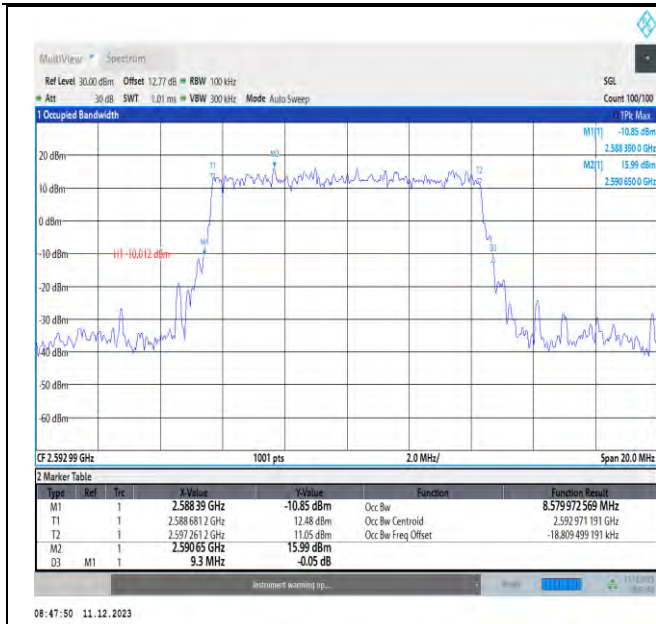 MultiView Spectrum
Ref Level 30.00 dBm Offset 12.77 dB RBW 100 kHz SGL
Att 30 dB SWT 1.01 ms VBW 300 kHz Mode Auto Sweep Count 100/100
1 Occupied Bandwidth 1Pk Max
M1[1] -10.85 dBm
2.588 390 0 GHz
M2[1] 15.99 dBm
2.590 650 0 GHz
20 dBm
M2
T1
T2
10 dBm
0 dBm
M1
D3
-10 dBm
H1 -10.012 dBm
-20 dBm
-30 dBm
-40 dBm
-50 dBm
-60 dBm
CF 2.592 99 GHz 1001 pts 2.0 MHz/ Span 20.0 MHz
2 Marker Table
Type Ref Trc X-Value Y-Value Function Function Result
M1 1 2.588 39 GHz -10.85 dBm Occ Bw 8.579 972 569 MHz
T1 1 2.588 681 2 GHz 12.48 dBm Occ Bw Centroid 2.592 971 191 GHz
T2 1 2.597 261 2 GHz 11.05 dBm Occ Bw Freq Offset -18.809 499 191 kHz
M2 1 2.590 65 GHz 15.99 dBm
D3 M1 1 9.3 MHz -0.05 dB
Instrument warming up...
08:47:50 11.12.2023